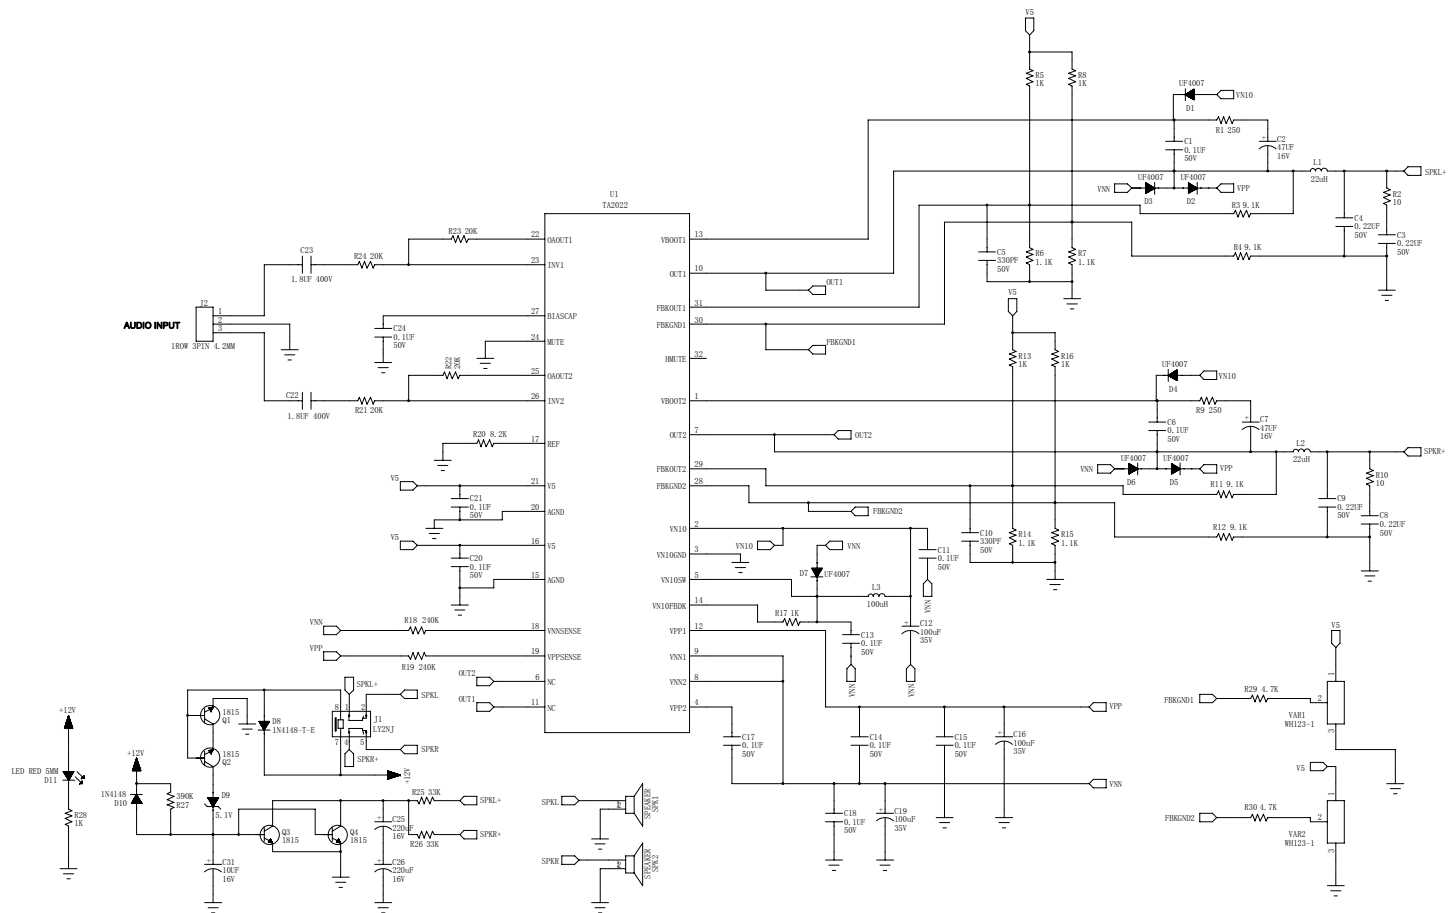 V5
R5
1K
R8
1K
UF4007
D1
VN10
R1 250
C1
0.1UF
50V
C2
47UF
16V
UF4007
UF4007
VNN
D3
D2
VPP
L1
22uH
SPKL+
R2
10
R3 9.1K
C4
0.22UF
50V
C3
0.22UF
50V
R4 9.1K
C5
330PF
50V
R6
1.1K
R7
1.1K
U1
TA2022
22
OAOUT1
23
INV1
27
BIASCAP
24
MUTE
25
OAOUT2
26
INV2
17
REF
21
V5
20
AGND
16
V5
15
AGND
18
VNNSENSE
19
VPPSENSE
6
NC
11
NC
VBOOT1
13
OUT1
10
FBKOUT1
31
FBKGND1
30
HMUTE
32
VBOOT2
1
OUT2
7
FBKOUT2
29
FBKGND2
28
VN10
2
VN10GND
3
VN10SW
5
VN10FBDK
14
VPP1
12
VNN1
9
VNN2
8
VPP2
4
R23 20K
C23
R24 20K
1.8UF 400V
J2
1
2
3
AUDIO INPUT
1ROW 3PIN 4.2MM
C24
0.1UF
50V
R22
20K
C22
R21 20K
1.8UF 400V
R20 8.2K
V5
C21
0.1UF
50V
V5
C20
0.1UF
50V
VNN
R18 240K
VPP
R19 240K
OUT2
OUT1
OUT1
FBKGND1
V5
R13
1K
R16
1K
UF4007
D4
VN10
R9 250
C6
0.1UF
50V
C7
47UF
16V
UF4007
UF4007
VNN
D6
D5
VPP
L2
22uH
SPKR+
OUT2
R10
10
R11 9.1K
C9
0.22UF
50V
C8
0.22UF
50V
R12 9.1K
FBKGND2
C10
330PF
50V
R14
1.1K
R15
1.1K
VN10
VNN
D7
UF4007
C11
0.1UF
50V
VNN
L3
100uH
R17 1K
C13
0.1UF
50V
VNN
C12
100uF
35V
VNN
VPP
C17
0.1UF
50V
C14
0.1UF
50V
C15
0.1UF
50V
C16
100uF
35V
VNN
C18
0.1UF
50V
C19
100uF
35V
+12V
LED RED 5MM
D11
R28
1K
+12V
1N4148
D10
390K
R27
1815
Q1
1815
Q2
D8
1N4148-T-E
D9
5.1V
C31
10UF
16V
SPKL+
SPKL
8
1
2
7
4
5
J1
LY2NJ
SPKR
SPKR+
+12V
Q3
1815
Q4
1815
R25 33K
SPKL+
C25
220uF
16V
R26 33K
SPKR+
C26
220uF
16V
SPKL
SPEAKER
SPK1
SPKR
SPEAKER
SPK2
V5
FBKGND1
R29 4.7K
1
2
3
VAR1
WH123-1
V5
FBKGND2
R30 4.7K
1
2
3
VAR2
WH123-1